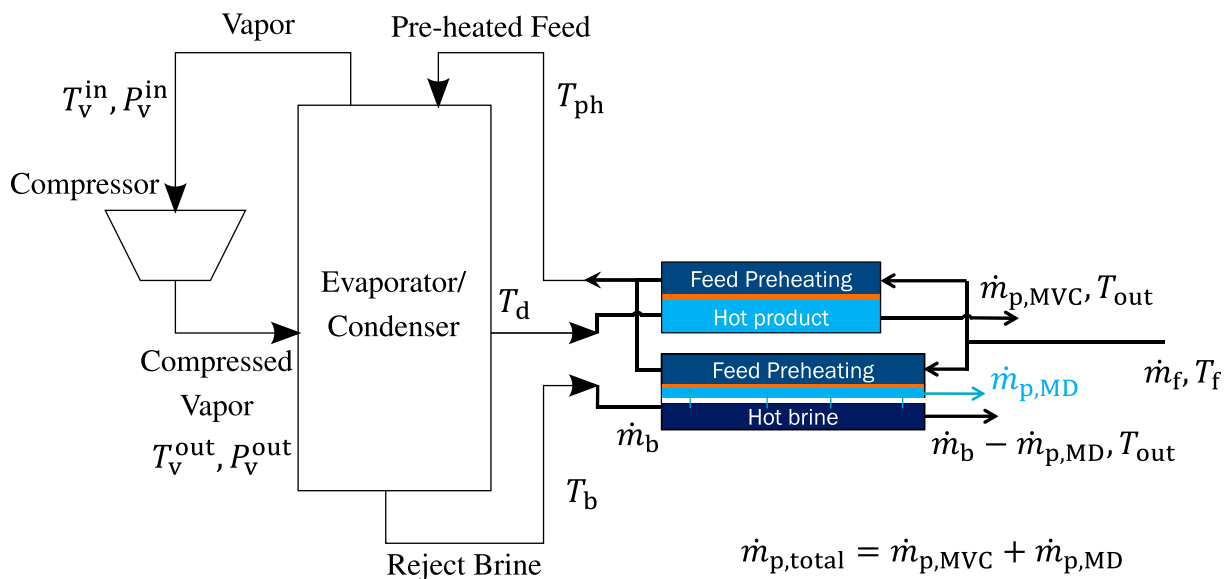 Vapor
Pre-heated Feed
T_v^in, P_v^in
T_ph
Compressor
Evaporator/
Condenser
T_d
Feed Preheating
Hot product
ṁ_p,MVC, T_out
Compressed
Vapor
T_v^out, P_v^out
Feed Preheating
ṁ_f, T_f
ṁ_p,MD
Hot brine
ṁ_b
ṁ_b − ṁ_p,MD, T_out
T_b
Reject Brine
ṁ_p,total = ṁ_p,MVC + ṁ_p,MD